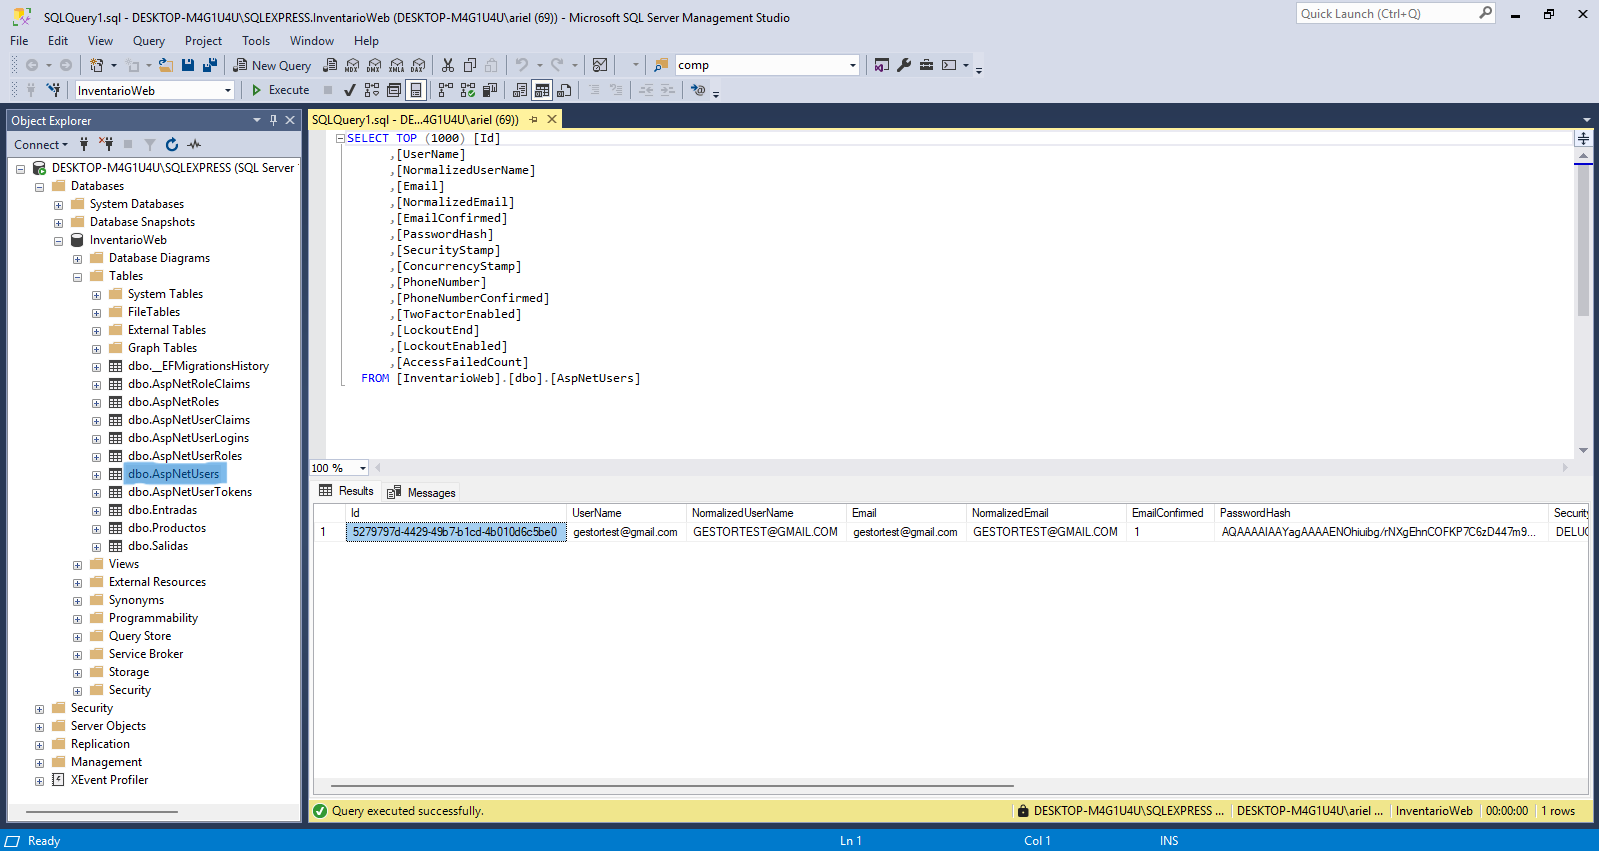 SQLQuery1.sql - DESKTOP-M4G1U4U\SQLEXPRESS.InventarioWeb (DESKTOP-M4G1U4U\ariel (69)) - Microsoft SQL Server Management Studio
Quick Launch (Ctrl+Q)
File Edit View Query Project Tools Window Help
New Query MDX DMX XMLA DAX comp
InventarioWeb Execute
Object Explorer
SQLQuery1.sql - DE...4G1U4U\ariel (69))
Connect
DESKTOP-M4G1U4U\SQLEXPRESS (SQL Server
Databases
System Databases
Database Snapshots
InventarioWeb
Database Diagrams
Tables
System Tables
FileTables
External Tables
Graph Tables
dbo.__EFMigrationsHistory
dbo.AspNetRoleClaims
dbo.AspNetRoles
dbo.AspNetUserClaims
dbo.AspNetUserLogins
dbo.AspNetUserRoles
dbo.AspNetUsers
dbo.AspNetUserTokens
dbo.Entradas
dbo.Productos
dbo.Salidas
Views
External Resources
Synonyms
Programmability
Query Store
Service Broker
Storage
Security
Security
Server Objects
Replication
Management
XEvent Profiler
SELECT TOP (1000) [Id]
,[UserName]
,[NormalizedUserName]
,[Email]
,[NormalizedEmail]
,[EmailConfirmed]
,[PasswordHash]
,[SecurityStamp]
,[ConcurrencyStamp]
,[PhoneNumber]
,[PhoneNumberConfirmed]
,[TwoFactorEnabled]
,[LockoutEnd]
,[LockoutEnabled]
,[AccessFailedCount]
FROM [InventarioWeb].[dbo].[AspNetUsers]
100 %
Results Messages
Id UserName NormalizedUserName Email NormalizedEmail EmailConfirmed PasswordHash Security
1 5279797d-4429-49b7-b1cd-4b010d6c5be0 gestortest@gmail.com GESTORTEST@GMAIL.COM gestortest@gmail.com GESTORTEST@GMAIL.COM 1 AQAAAAIAAYagAAAAENOhiuibg/rNXgEhnCOFKP7C6zD447m9... DELUC
Query executed successfully.
DESKTOP-M4G1U4U\SQLEXPRESS ... DESKTOP-M4G1U4U\ariel ... InventarioWeb 00:00:00 1 rows
Ready Ln 1 Col 1 INS